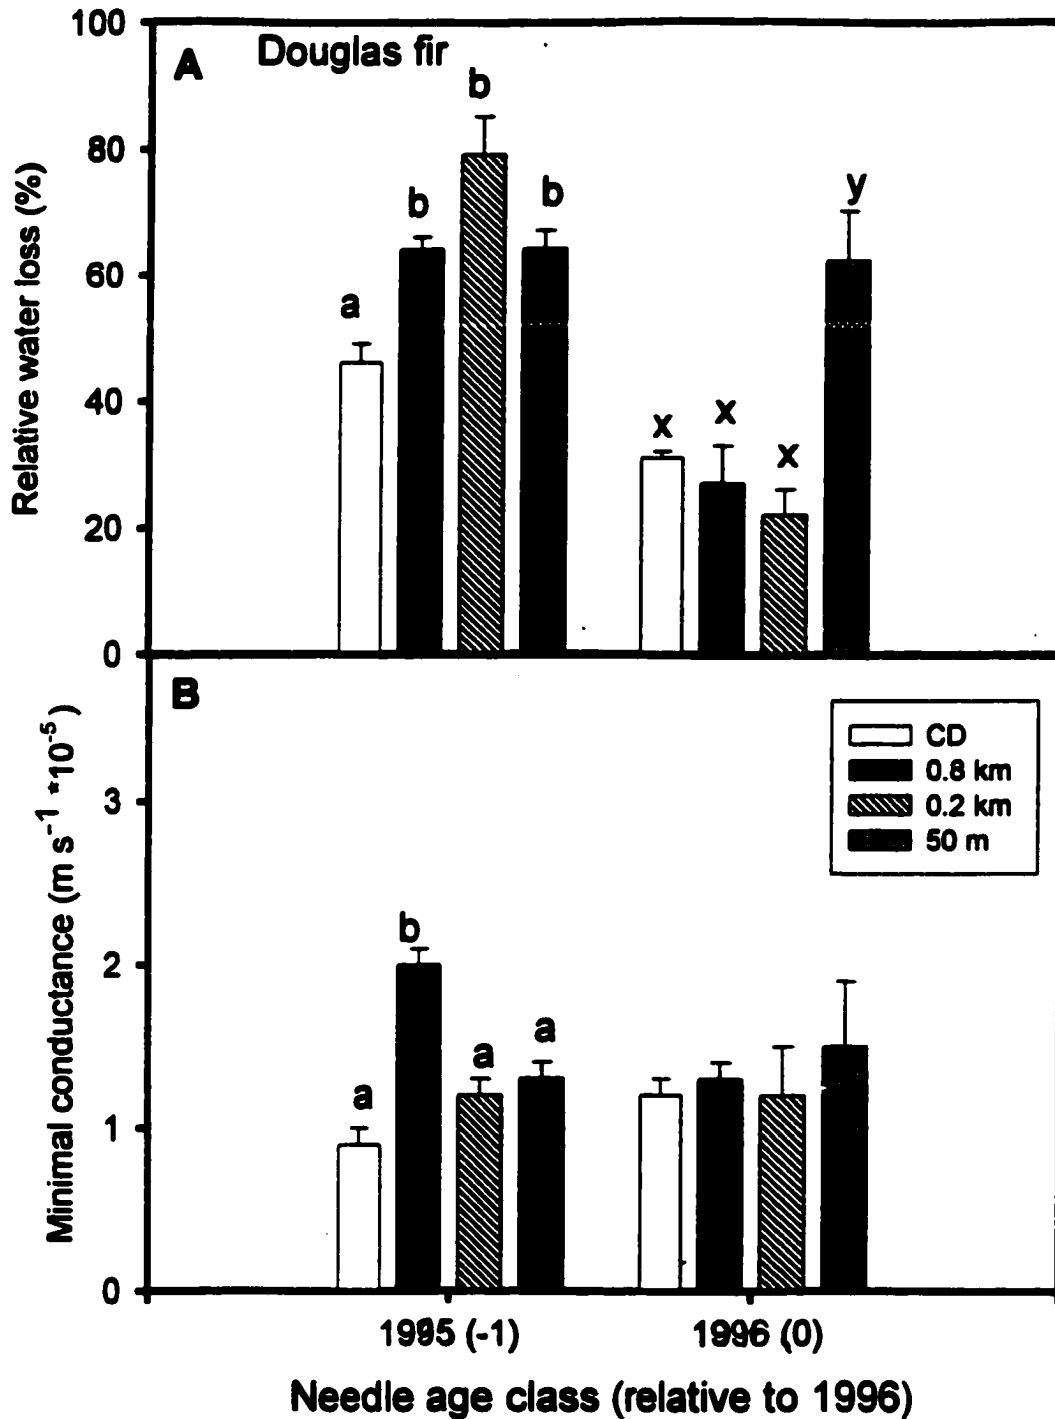 100
A Douglas fir
b
80
b
b
y
60
a
40
x
x
x
20
0
Relative water loss (%)
B
CD
0.8 km
0.2 km
50 m
3
b
2
a
a
a
1
0
Minimal conductance (m s⁻¹ *10⁻⁵)
1995 (-1)
1996 (0)
Needle age class (relative to 1996)